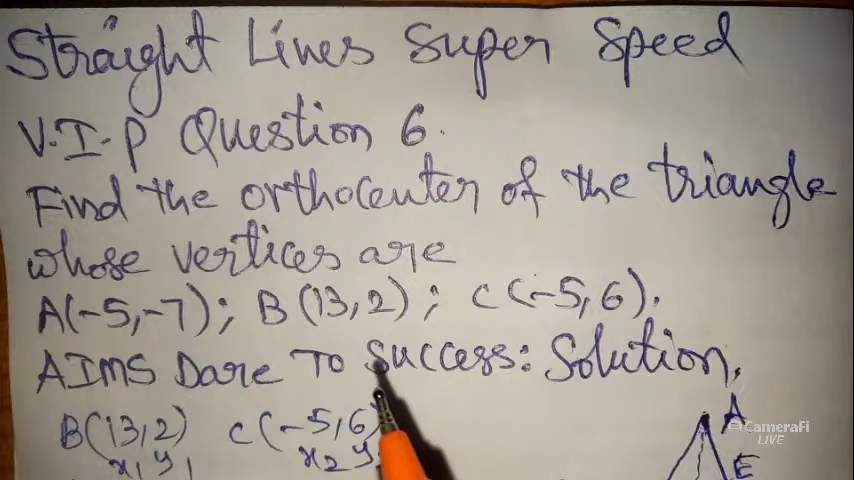 Straight Lines Super Speed
V.I.P Question 6.
Find the orthocenter of the triangle
whose vertices are
A(-5,-7); B(13,2); C(-5,6).
AIMS Dare To Success: Solution.
B(13,2) C(-5,6)
x₁ y₁ x₂ y
A
E
CameraFi
LIVE